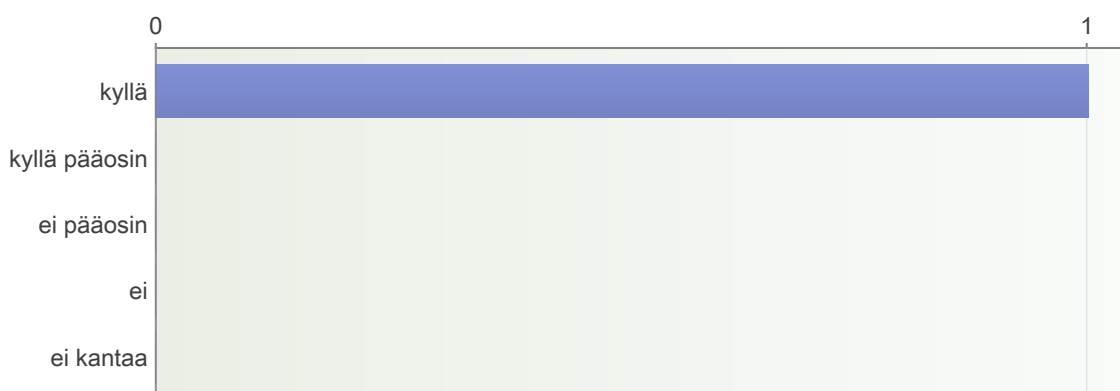 0 1
kyllä
kyllä pääosin
ei pääosin
ei
ei kantaa